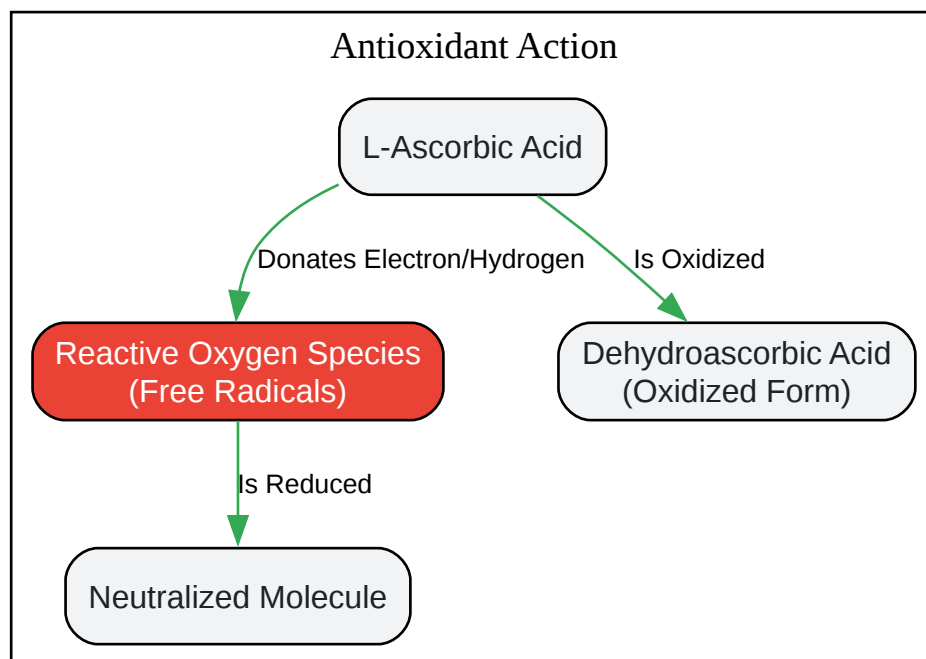 Antioxidant Action
L-Ascorbic Acid
Donates Electron/Hydrogen
Is Oxidized
Reactive Oxygen Species
(Free Radicals)
Dehydroascorbic Acid
(Oxidized Form)
Is Reduced
Neutralized Molecule